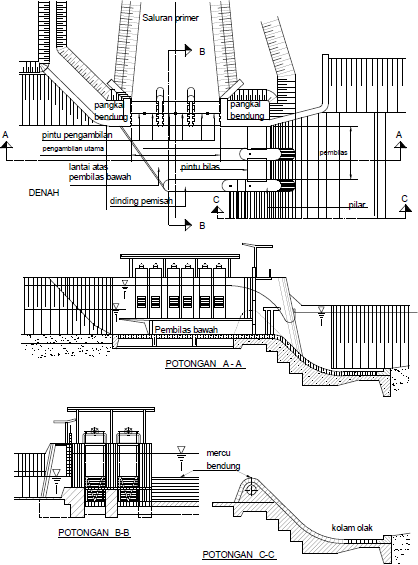 Saluran primer
B
pangkal
bendung
pangkal
bendung
A
pintu pengambilan
A
pengambilan utama
pembilas
lantai atas
pembilas bawah
pintu bilas
DENAH
C
C
dinding pemisah
pilar
B
Pembilas bawah
POTONGAN A - A
mercu
bendung
POTONGAN B-B
kolam olak
POTONGAN C-C